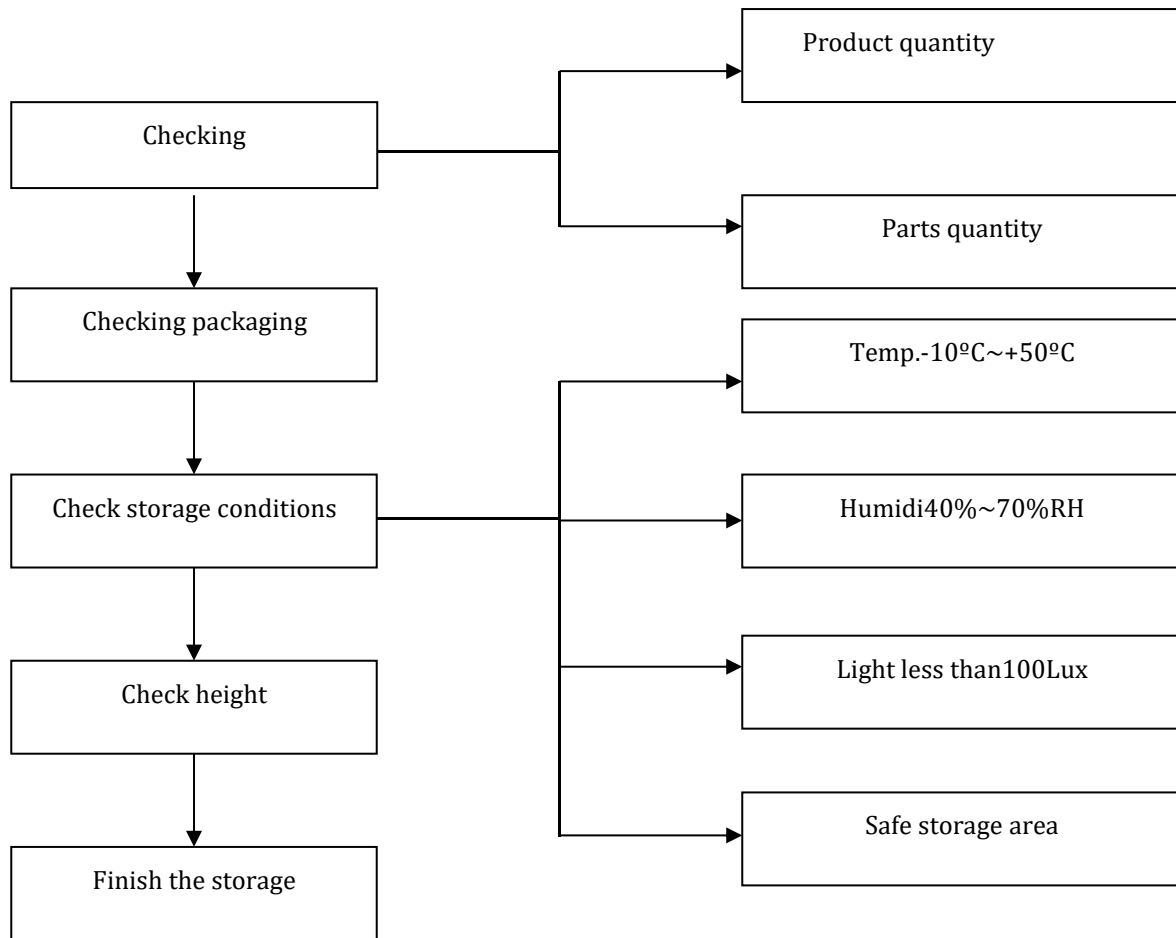 Product quantity
Checking
Parts quantity
Checking packaging
Temp.-10ºC~+50ºC
Check storage conditions
Humidi40%~70%RH
Light less than100Lux
Check height
Safe storage area
Finish the storage